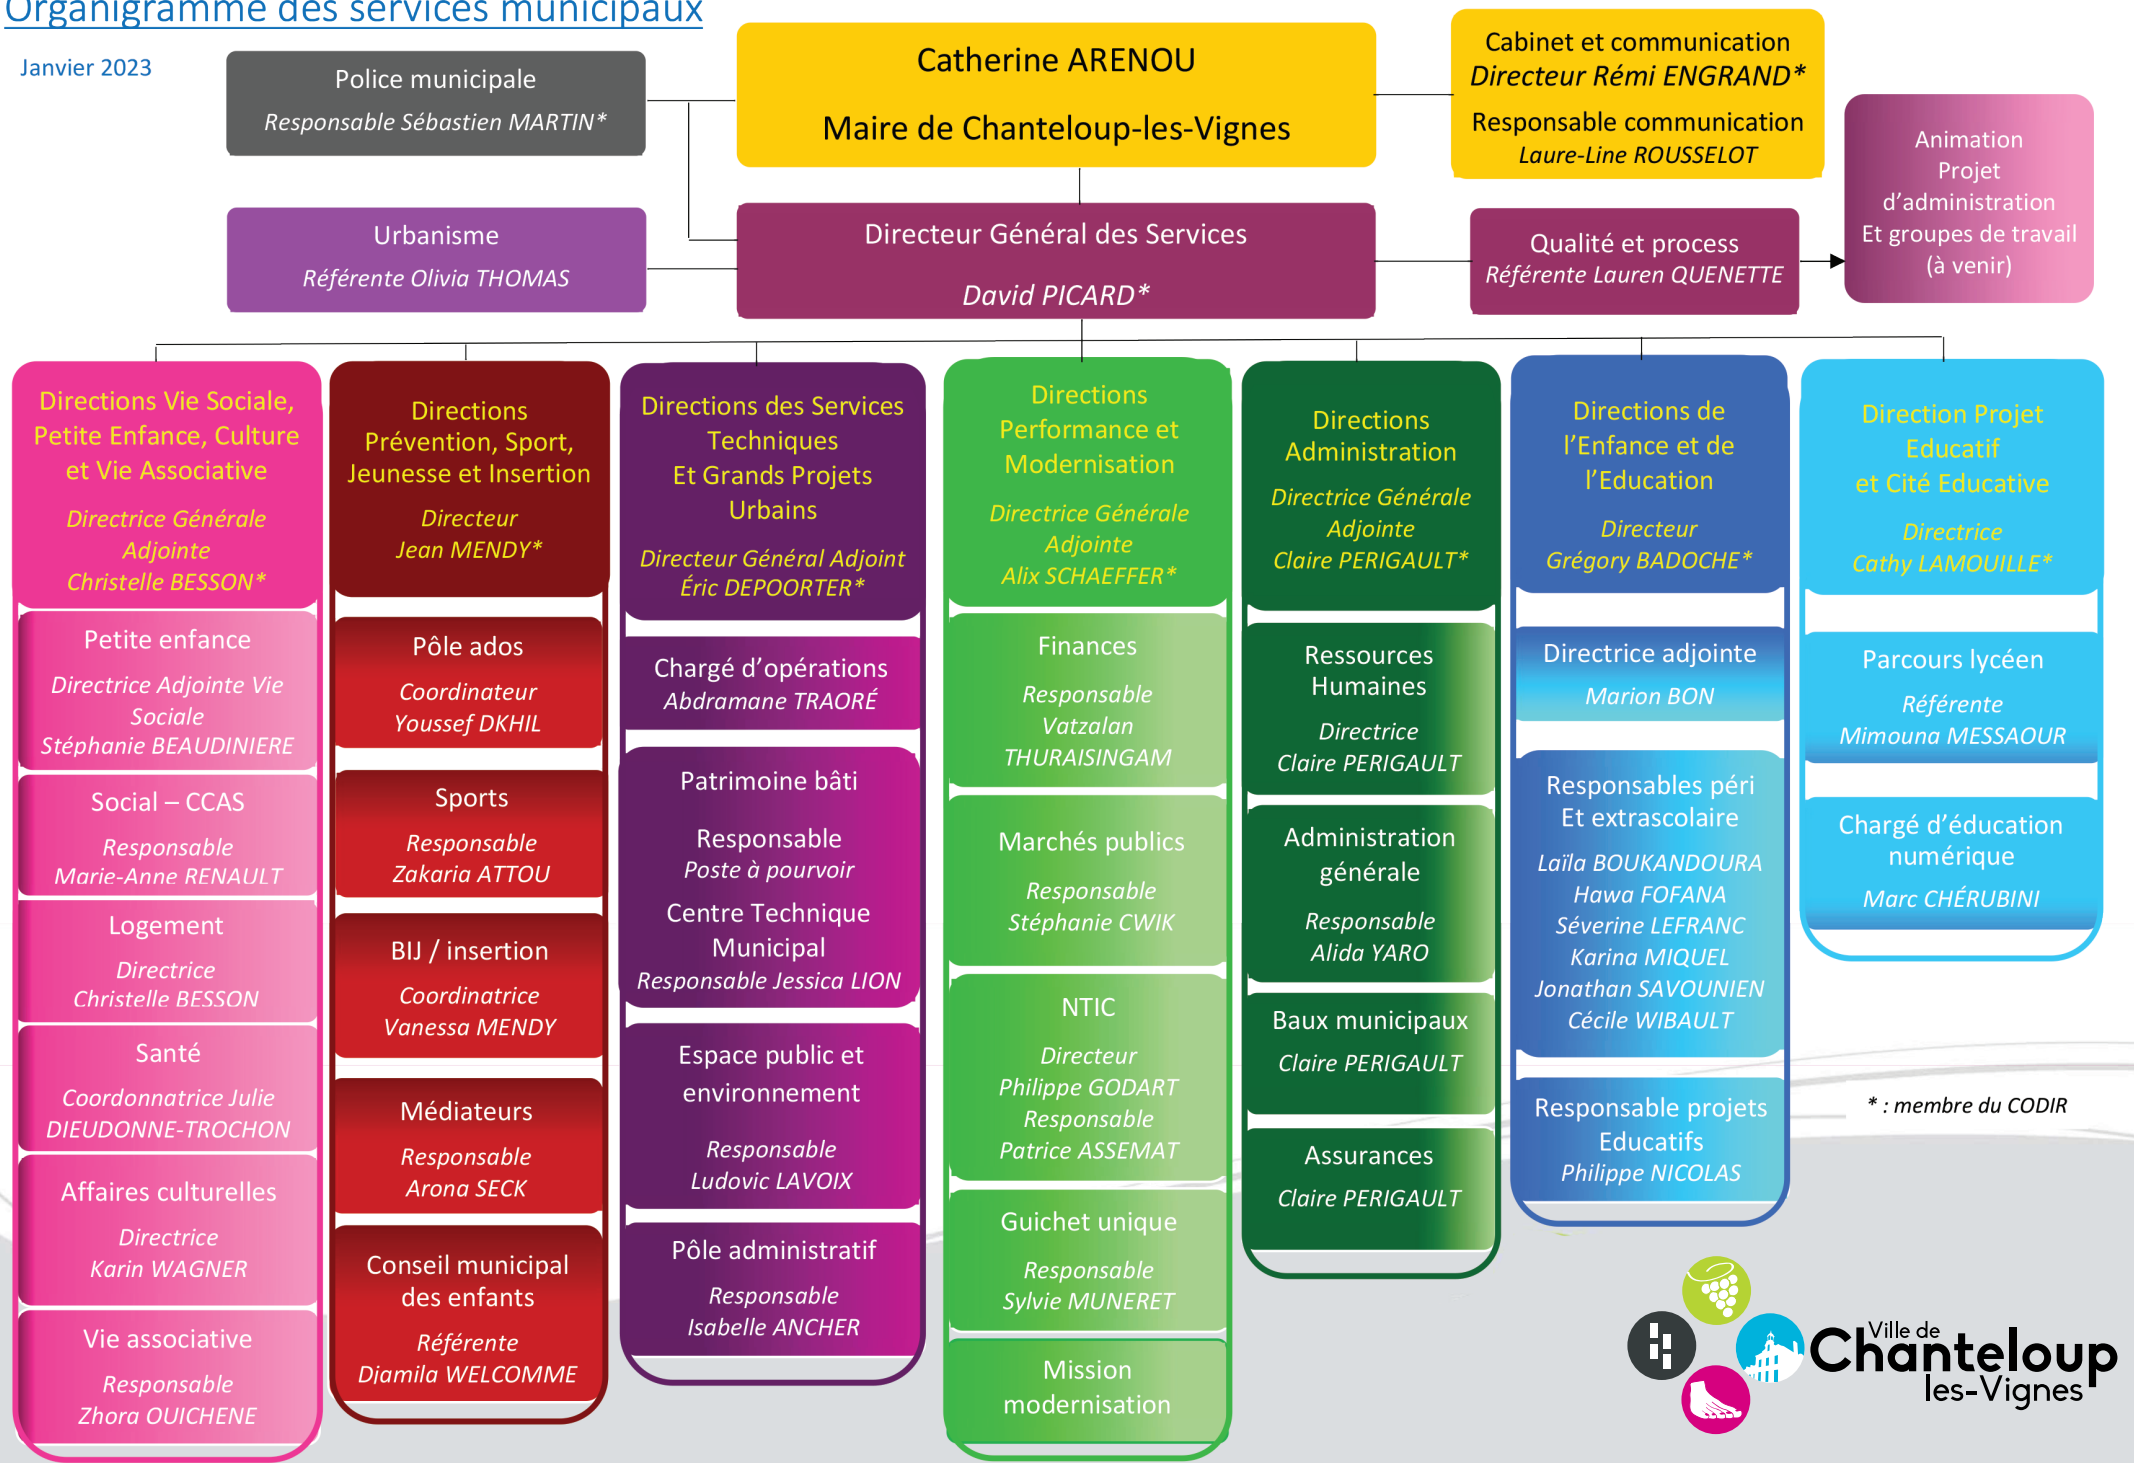 Organigramme des services municipaux
Janvier 2023
Police municipale
Responsable Sébastien MARTIN*
Catherine ARENOU
Maire de Chanteloup-les-Vignes
Cabinet et communication
Directeur Rémi ENGRAND*
Responsable communication
Laure-Line ROUSSELOT
Animation
Projet
d’administration
Et groupes de travail
(à venir)
Urbanisme
Référente Olivia THOMAS
Directeur Général des Services
David PICARD*
Qualité et process
Référente Lauren QUENETTE
Directions Vie Sociale,
Petite Enfance, Culture
et Vie Associative
Directrice Générale
Adjointe
Christelle BESSON*
Petite enfance
Directrice Adjointe Vie
Sociale
Stéphanie BEAUDINIERE
Social – CCAS
Responsable
Marie-Anne RENAULT
Logement
Directrice
Christelle BESSON
Santé
Coordonnatrice Julie
DIEUDONNE-TROCHON
Affaires culturelles
Directrice
Karin WAGNER
Vie associative
Responsable
Zhora OUICHENE
Directions
Prévention, Sport,
Jeunesse et Insertion
Directeur
Jean MENDY*
Pôle ados
Coordinateur
Youssef DKHIL
Sports
Responsable
Zakaria ATTOU
BIJ / insertion
Coordinatrice
Vanessa MENDY
Médiateurs
Responsable
Arona SECK
Conseil municipal
des enfants
Référente
Djamila WELCOMME
Directions des Services
Techniques
Et Grands Projets
Urbains
Directeur Général Adjoint
Éric DEPOORTER*
Chargé d’opérations
Abdramane TRAORÉ
Patrimoine bâti
Responsable
Poste à pourvoir
Centre Technique
Municipal
Responsable Jessica LION
Espace public et
environnement
Responsable
Ludovic LAVOIX
Pôle administratif
Responsable
Isabelle ANCHER
Directions
Performance et
Modernisation
Directrice Générale
Adjointe
Alix SCHAEFFER*
Finances
Responsable
Vatzalan
THURAISINGAM
Marchés publics
Responsable
Stéphanie CWIK
NTIC
Directeur
Philippe GODART
Responsable
Patrice ASSEMAT
Guichet unique
Responsable
Sylvie MUNERET
Mission
modernisation
Directions
Administration
Directrice Générale
Adjointe
Claire PERIGAULT*
Ressources
Humaines
Directrice
Claire PERIGAULT
Administration
générale
Responsable
Alida YARO
Baux municipaux
Claire PERIGAULT
Assurances
Claire PERIGAULT
Directions de
l’Enfance et de
l’Education
Directeur
Grégory BADOCHE*
Directrice adjointe
Marion BON
Responsables péri
Et extrascolaire
Laïla BOUKANDOURA
Hawa FOFANA
Séverine LEFRANC
Karina MIQUEL
Jonathan SAVOUNIEN
Cécile WIBAULT
Responsable projets
Educatifs
Philippe NICOLAS
Direction Projet
Educatif
et Cité Educative
Directrice
Cathy LAMOUILLE*
Parcours lycéen
Référente
Mimouna MESSAOUR
Chargé d’éducation
numérique
Marc CHÉRUBINI
* : membre du CODIR
Ville de
Chanteloup
les-Vignes